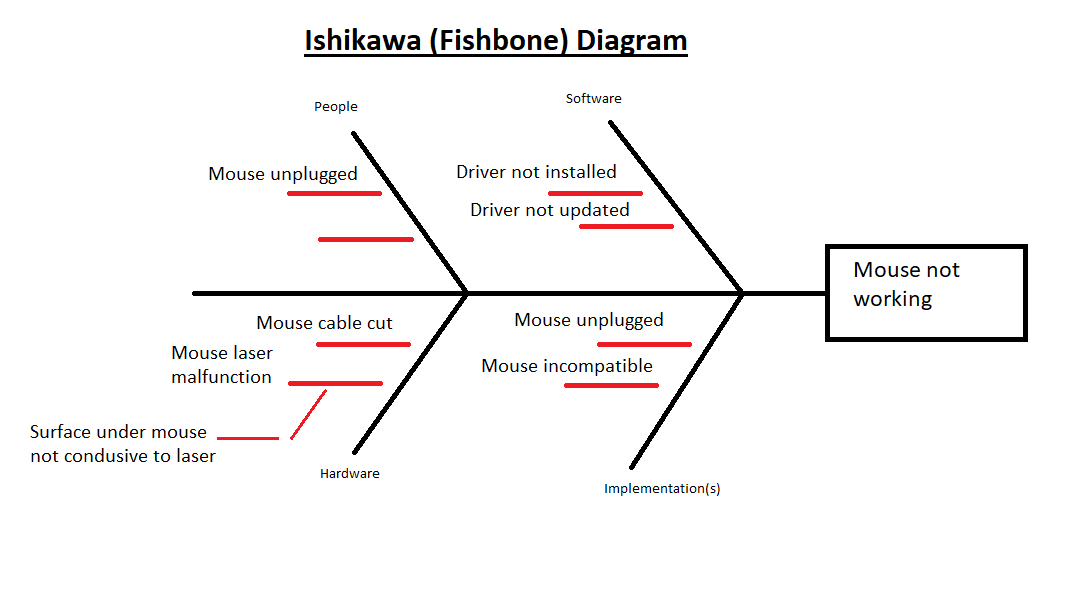 Ishikawa (Fishbone) Diagram
People
Software
Mouse unplugged
Driver not installed
Driver not updated
Mouse not
working
Mouse cable cut
Mouse unplugged
Mouse laser
malfunction
Mouse incompatible
Surface under mouse
not condusive to laser
Hardware
Implementation(s)